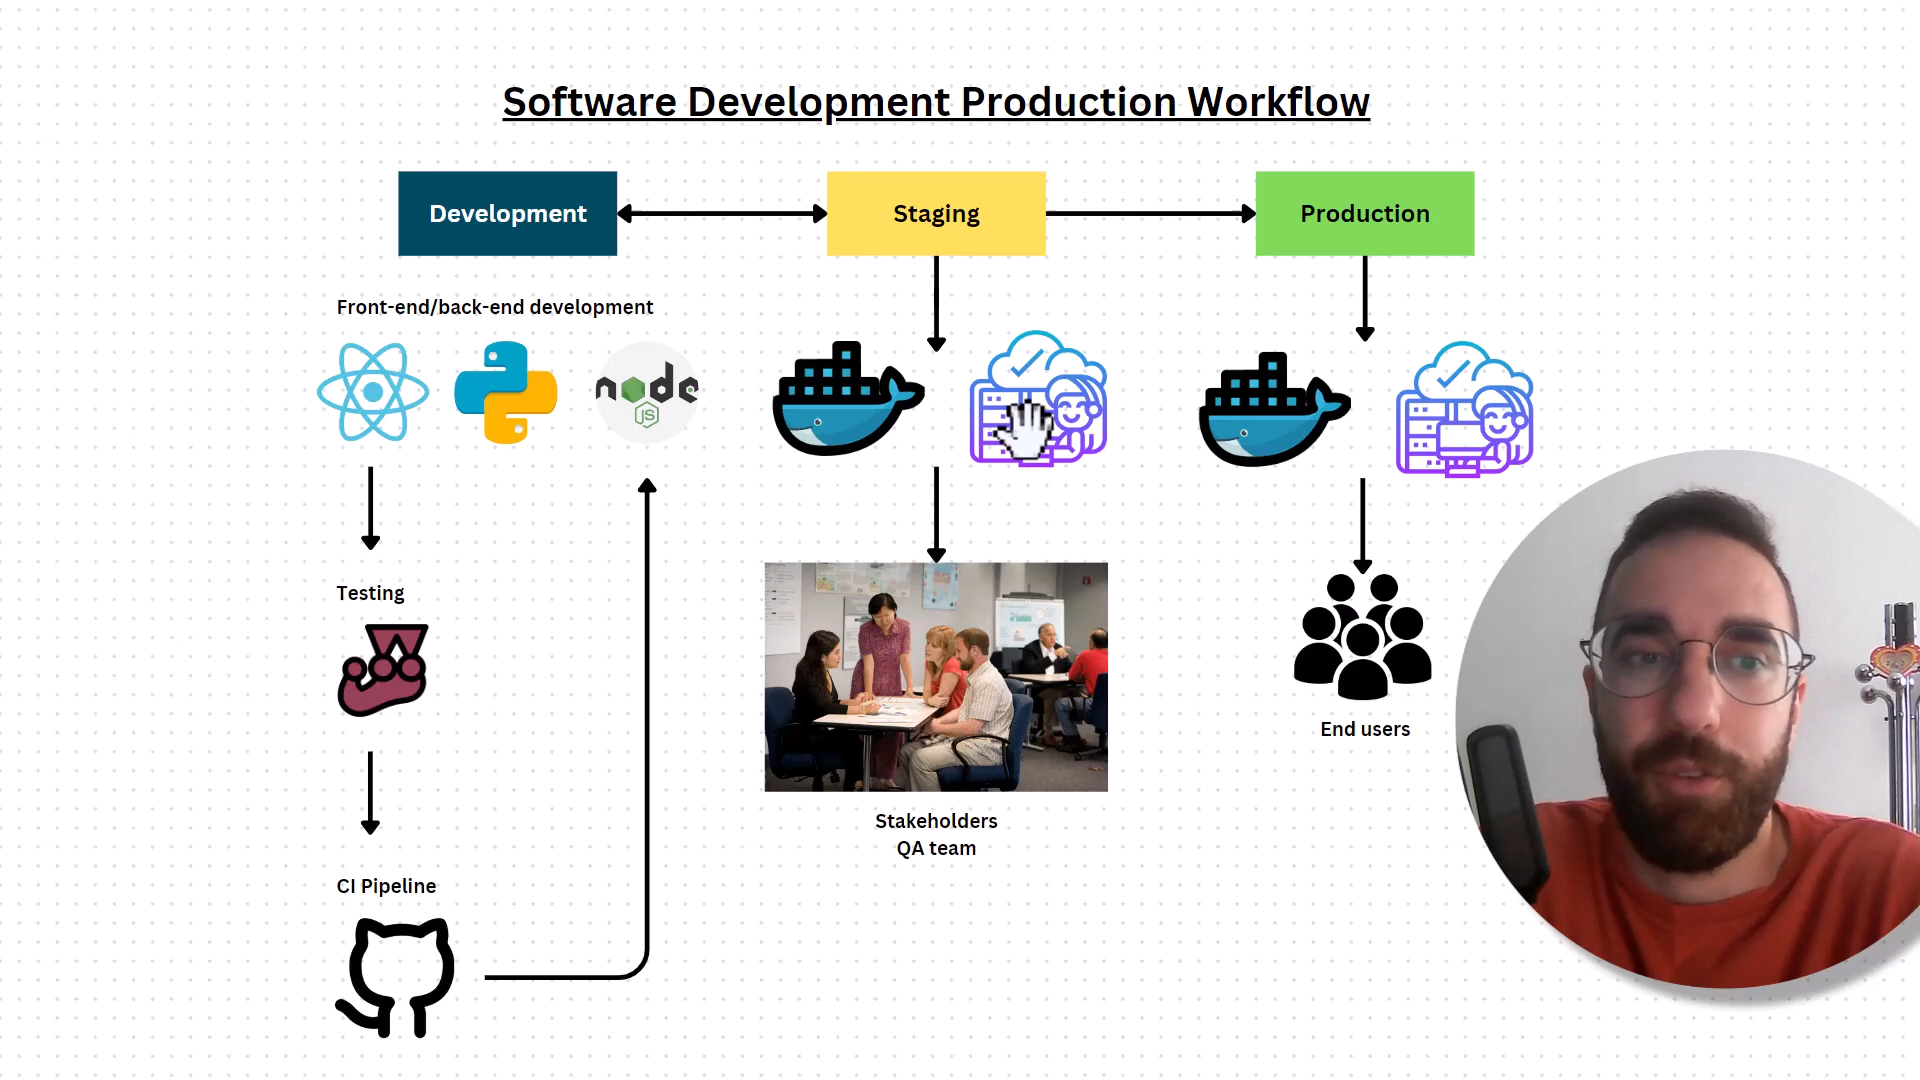 Software Development Production Workflow
Development
Staging
Production
Front-end/back-end development
node
JS
Testing
CI Pipeline
Stakeholders
QA team
End users